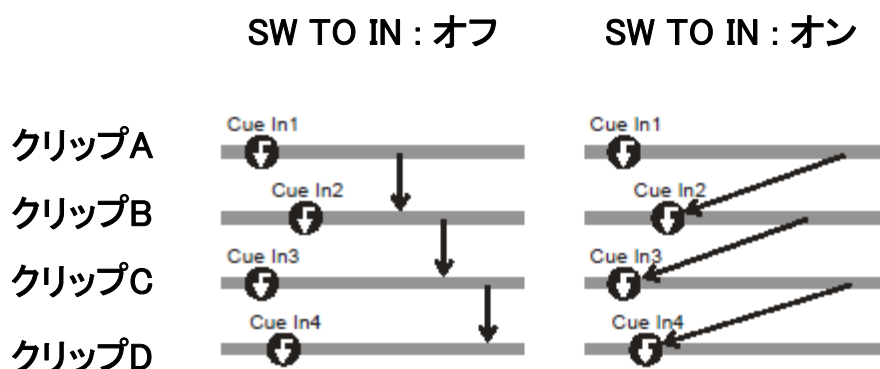 SW TO IN : オフ SW TO IN : オン
Cue In1 Cue In1
クリップA
Cue In2 Cue In2
クリップB
Cue In3 Cue In3
クリップC
Cue In4 Cue In4
クリップD